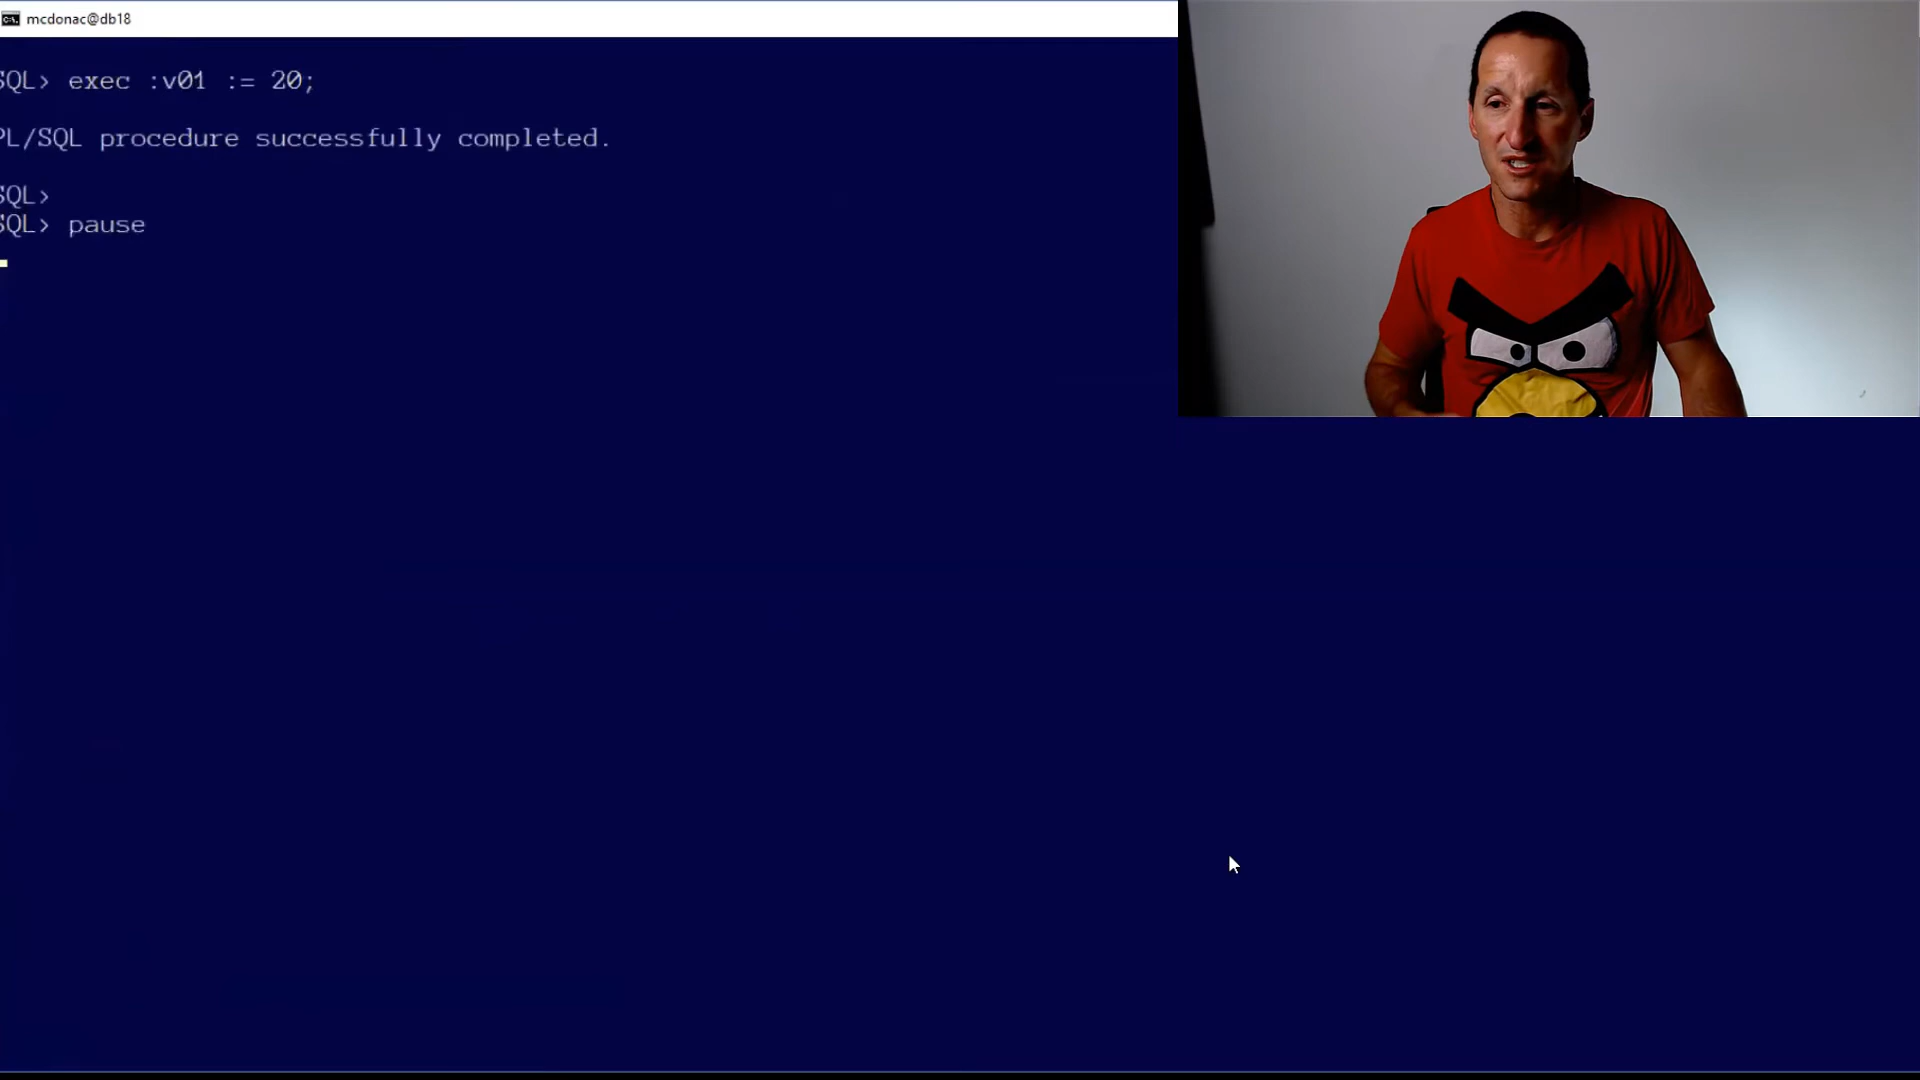 mcdonac@db18
SQL> exec :v01 := 20;
PL/SQL procedure successfully completed.
SQL>
SQL> pause